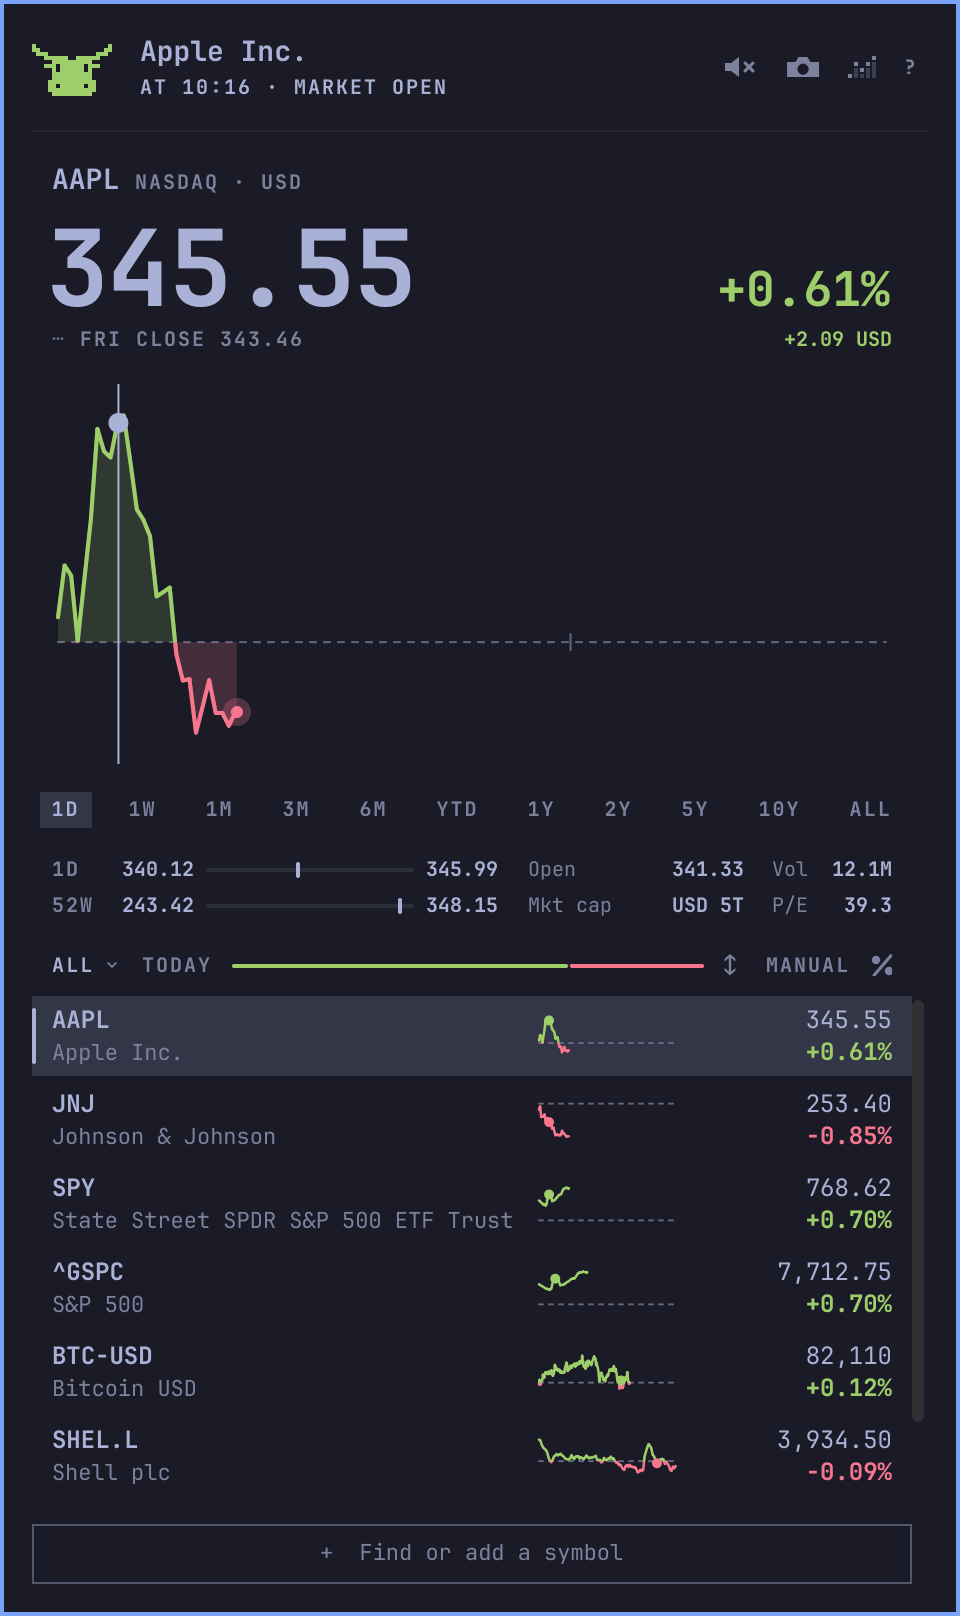 Apple Inc.
AT 10:16 · MARKET OPEN
?
AAPL NASDAQ · USD
345.55
+0.61%
┄ FRI CLOSE 343.46
+2.09 USD
1D 1W 1M 3M 6M YTD 1Y 2Y 5Y 10Y ALL
1D 340.12 345.99 Open 341.33 Vol 12.1M
52W 243.42 348.15 Mkt cap USD 5T P/E 39.3
ALL TODAY MANUAL %
AAPL 345.55
Apple Inc. +0.61%
JNJ 253.40
Johnson & Johnson -0.85%
SPY 768.62
State Street SPDR S&P 500 ETF Trust +0.70%
^GSPC 7,712.75
S&P 500 +0.70%
BTC-USD 82,110
Bitcoin USD +0.12%
SHEL.L 3,934.50
Shell plc -0.09%
+ Find or add a symbol